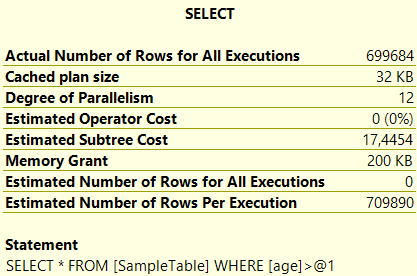 SELECT
Actual Number of Rows for All Executions 699684
Cached plan size 32 KB
Degree of Parallelism 12
Estimated Operator Cost 0 (0%)
Estimated Subtree Cost 17,4454
Memory Grant 200 KB
Estimated Number of Rows for All Executions 0
Estimated Number of Rows Per Execution 709890
Statement
SELECT * FROM [SampleTable] WHERE [age]>@1